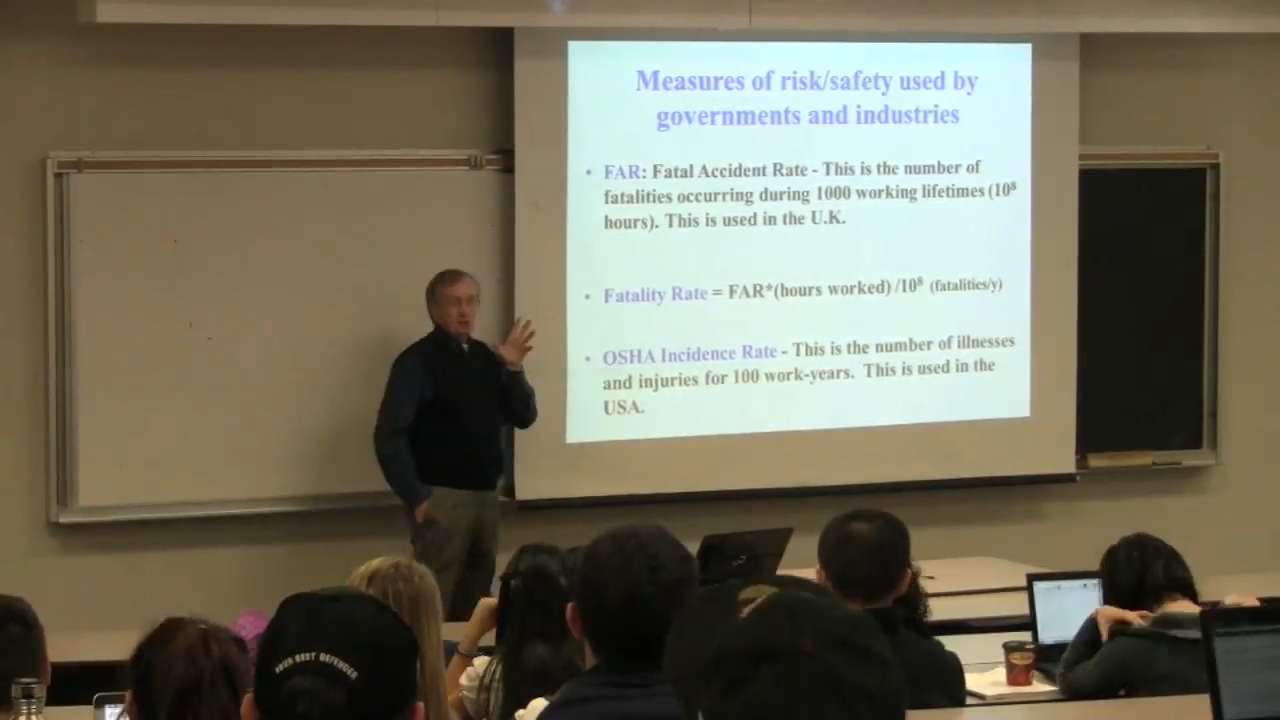 Measures of risk/safety used by
governments and industries
• FAR: Fatal Accident Rate - This is the number of
fatalities occurring during 1000 working lifetimes (10⁸
hours). This is used in the U.K.
• Fatality Rate = FAR*(hours worked) /10⁸ (fatalities/y)
• OSHA Incidence Rate - This is the number of illnesses
and injuries for 100 work-years. This is used in the
USA.
YOUR BEST DEFENDER